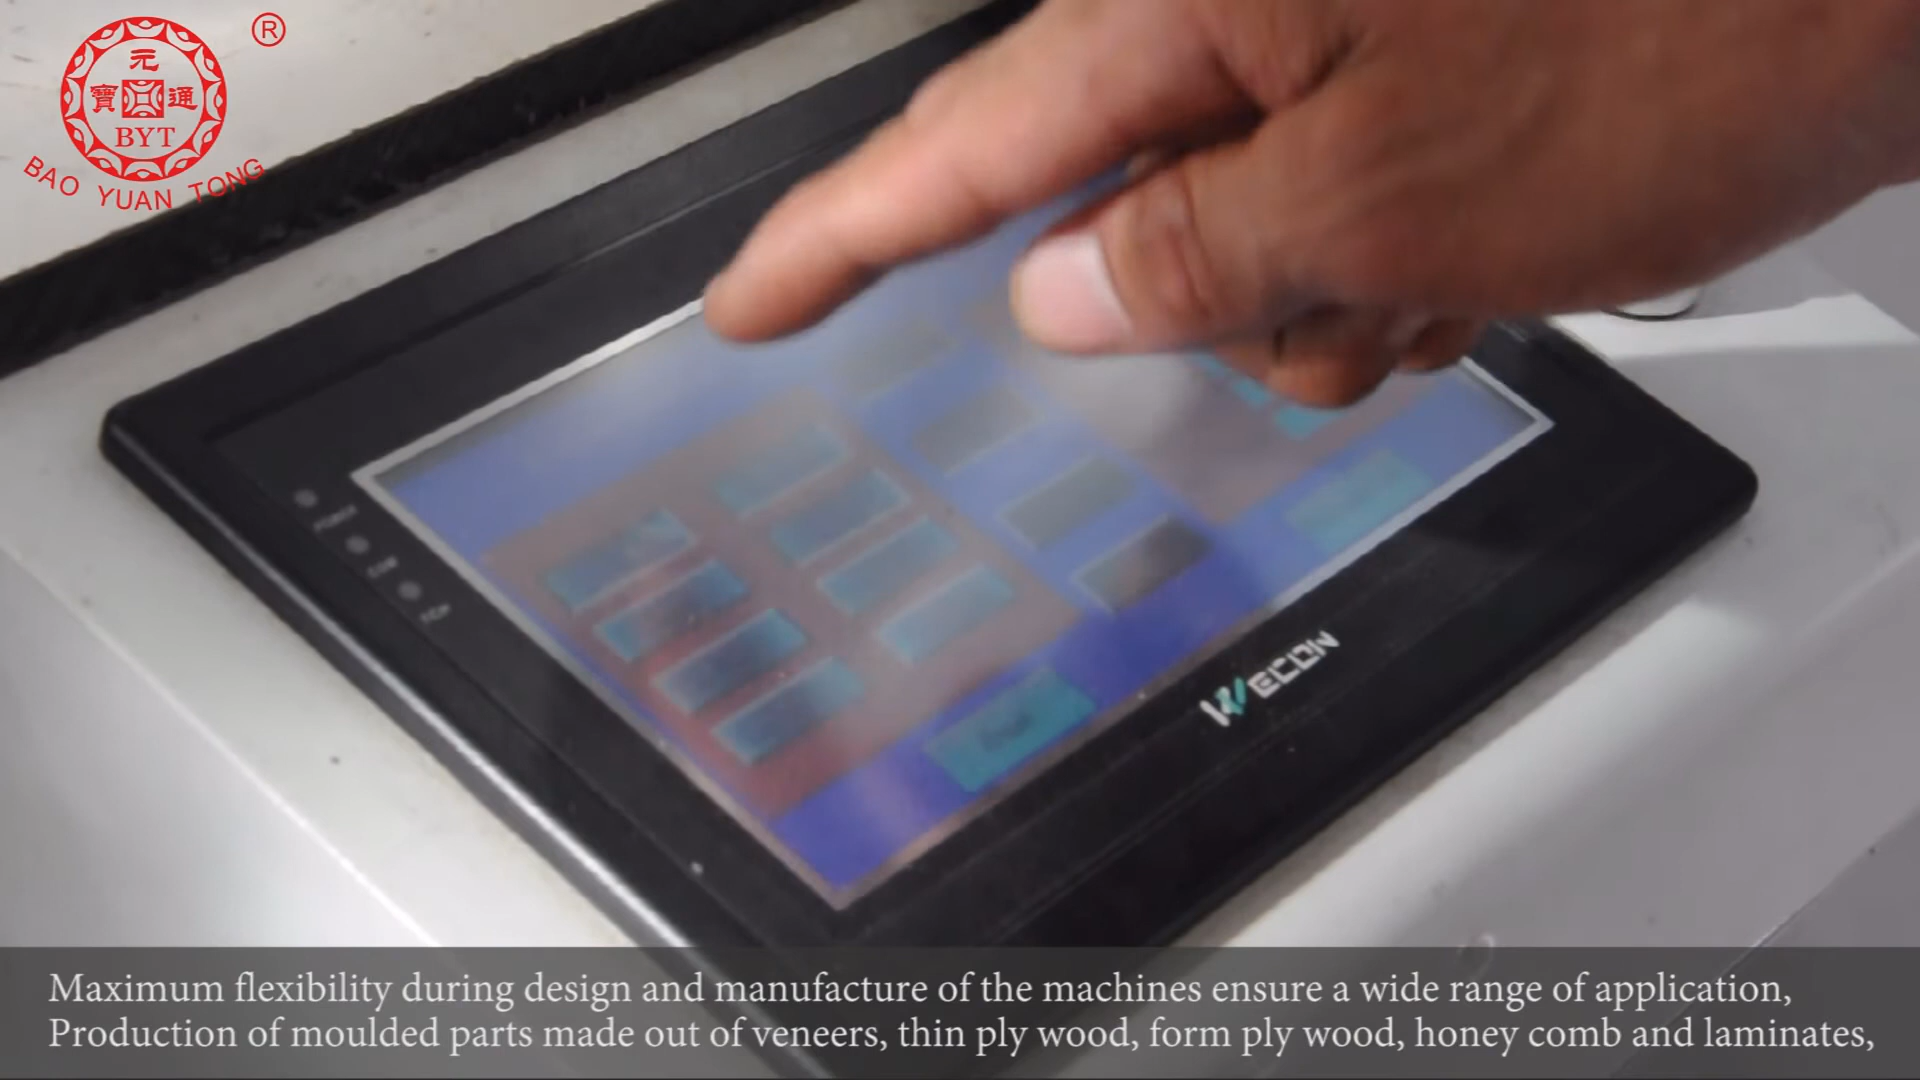 ®
元
寶 通
BYT
BAO YUAN TONG
WECON
Maximum flexibility during design and manufacture of the machines ensure a wide range of application,
Production of moulded parts made out of veneers, thin ply wood, form ply wood, honey comb and laminates,